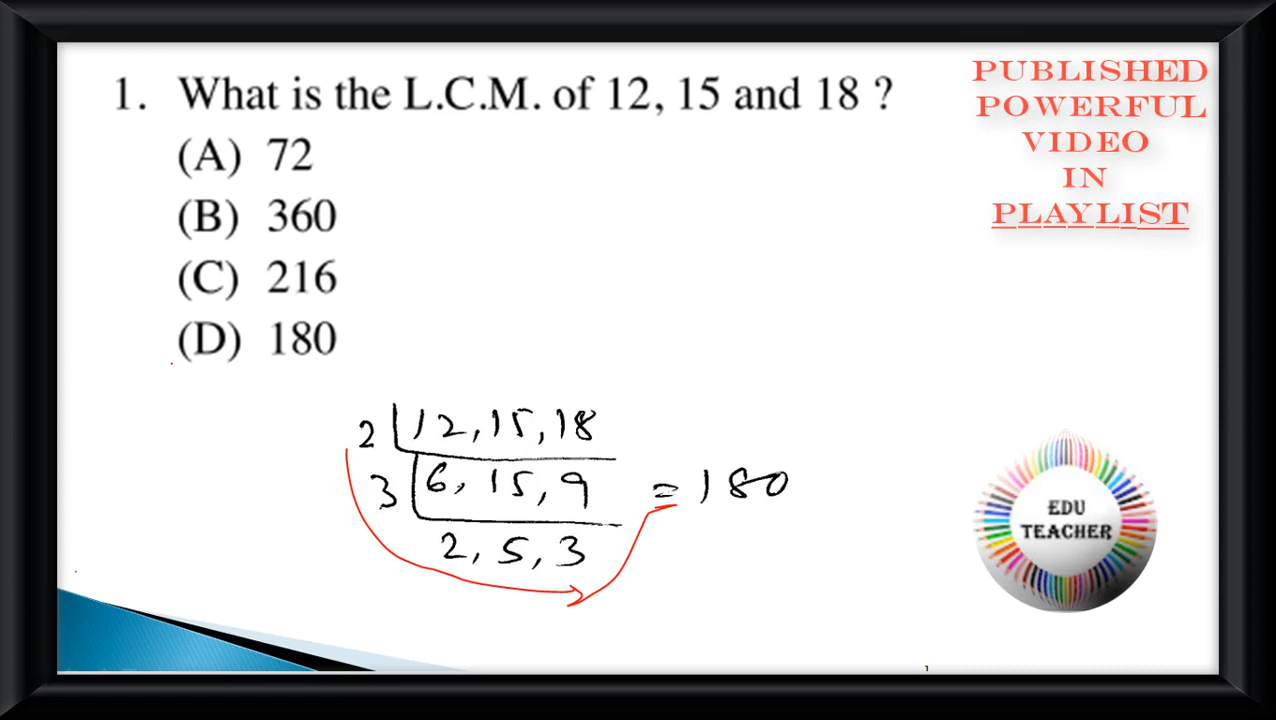 1. What is the L.C.M. of 12, 15 and 18 ?
(A) 72
(B) 360
(C) 216
(D) 180
PUBLISHED
POWERFUL
VIDEO
IN
PLAYLIST
2 12, 15, 18
3 6, 15, 9 = 180
2, 5, 3
EDU
TEACHER
1